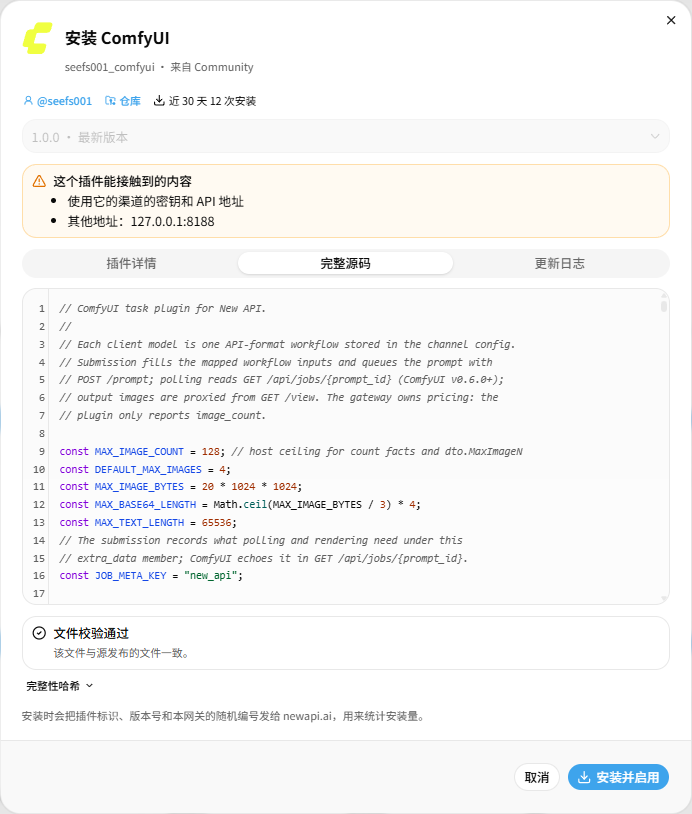 安装 ComfyUI
seefs001_comfyui • 来自 Community
@seefs001 仓库 近 30 天 12 次安装
1.0.0 • 最新版本
这个插件能接触到的内容
• 使用它的渠道的密钥和 API 地址
• 其他地址：127.0.0.1:8188
插件详情 完整源码 更新日志
1 // ComfyUI task plugin for New API.
2 //
3 // Each client model is one API-format workflow stored in the channel config.
4 // Submission fills the mapped workflow inputs and queues the prompt with
5 // POST /prompt; polling reads GET /api/jobs/{prompt_id} (ComfyUI v0.6.0+);
6 // output images are proxied from GET /view. The gateway owns pricing: the
7 // plugin only reports image_count.
8
9 const MAX_IMAGE_COUNT = 128; // host ceiling for count facts and dto.MaxImageN
10 const DEFAULT_MAX_IMAGES = 4;
11 const MAX_IMAGE_BYTES = 20 * 1024 * 1024;
12 const MAX_BASE64_LENGTH = Math.ceil(MAX_IMAGE_BYTES / 3) * 4;
13 const MAX_TEXT_LENGTH = 65536;
14 // The submission records what polling and rendering need under this
15 // extra_data member; ComfyUI echoes it in GET /api/jobs/{prompt_id}.
16 const JOB_META_KEY = "new_api";
17
文件校验通过
该文件与源发布的文件一致。
完整性哈希
安装时会把插件标识、版本号和本网关的随机编号发给 newapi.ai，用来统计安装量。
取消 安装并启用